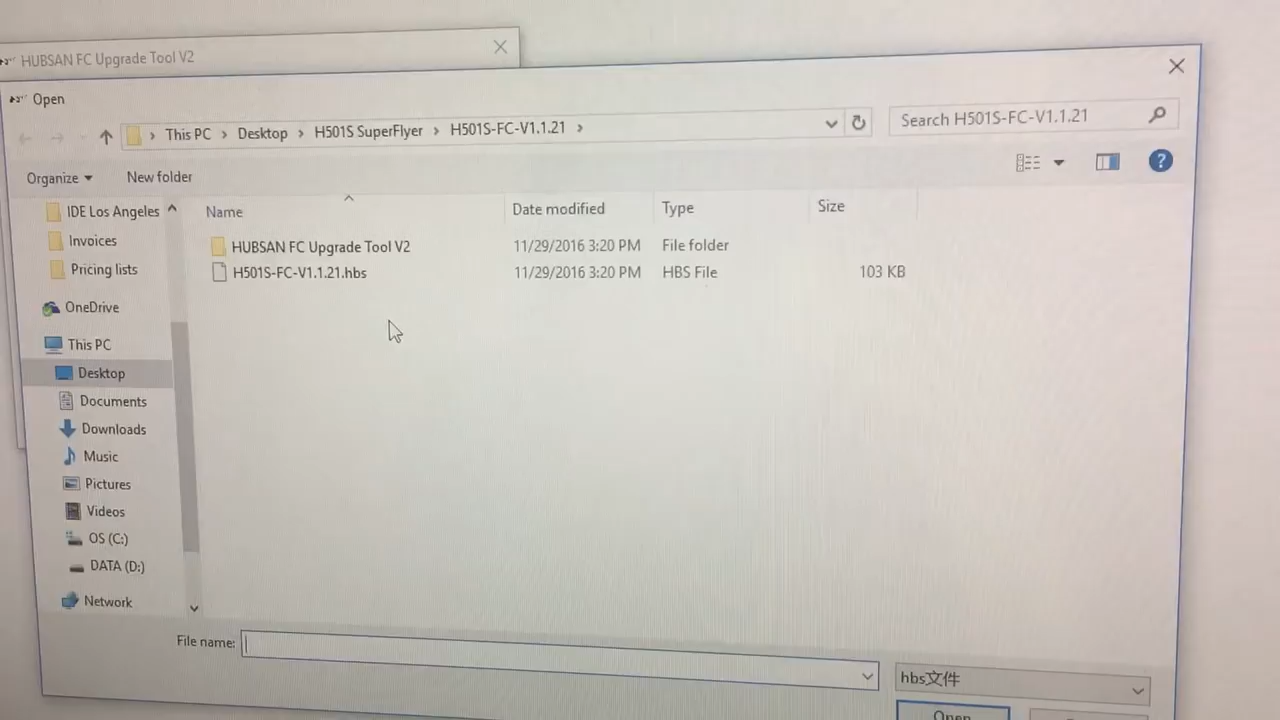 HUBSAN FC Upgrade Tool V2
Open
This PC > Desktop > H501S SuperFlyer > H501S-FC-V1.1.21 >
Search H501S-FC-V1.1.21
Organize
New folder
Name
Date modified
Type
Size
HUBSAN FC Upgrade Tool V2 11/29/2016 3:20 PM File folder
H501S-FC-V1.1.21.hbs 11/29/2016 3:20 PM HBS File 103 KB
IDE Los Angeles
Invoices
Pricing lists
OneDrive
This PC
Desktop
Documents
Downloads
Music
Pictures
Videos
OS (C:)
DATA (D:)
Network
File name:
hbs文件
Open